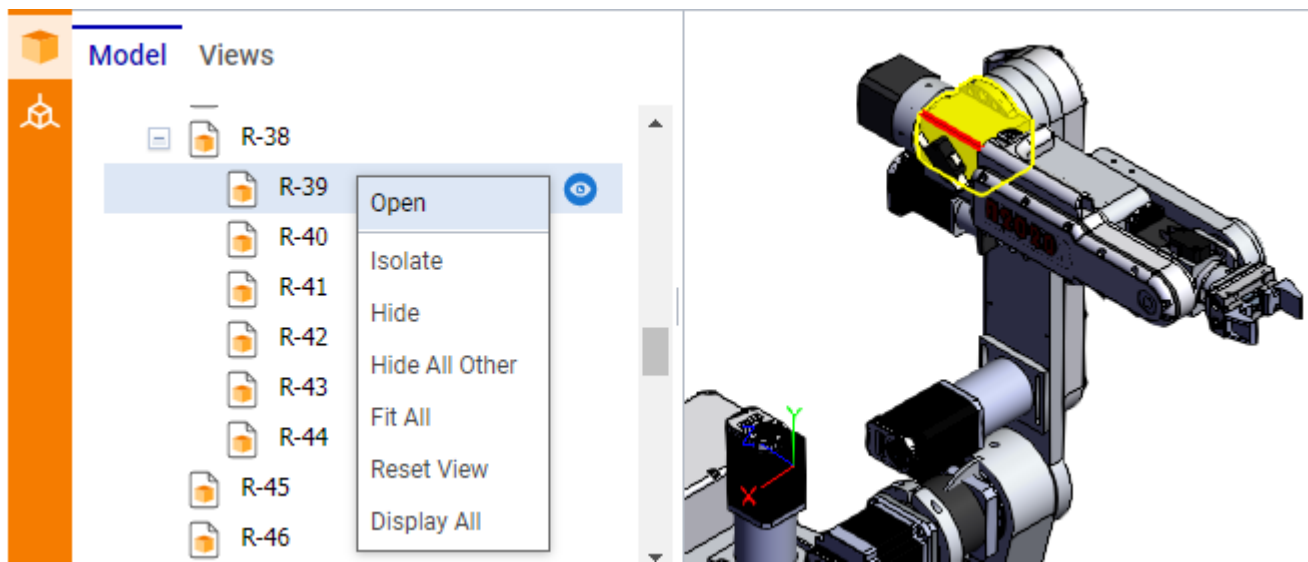 Model Views
R-38
R-39
R-40
R-41
R-42
R-43
R-44
R-45
R-46
Open
Isolate
Hide
Hide All Other
Fit All
Reset View
Display All
Y
Z
X